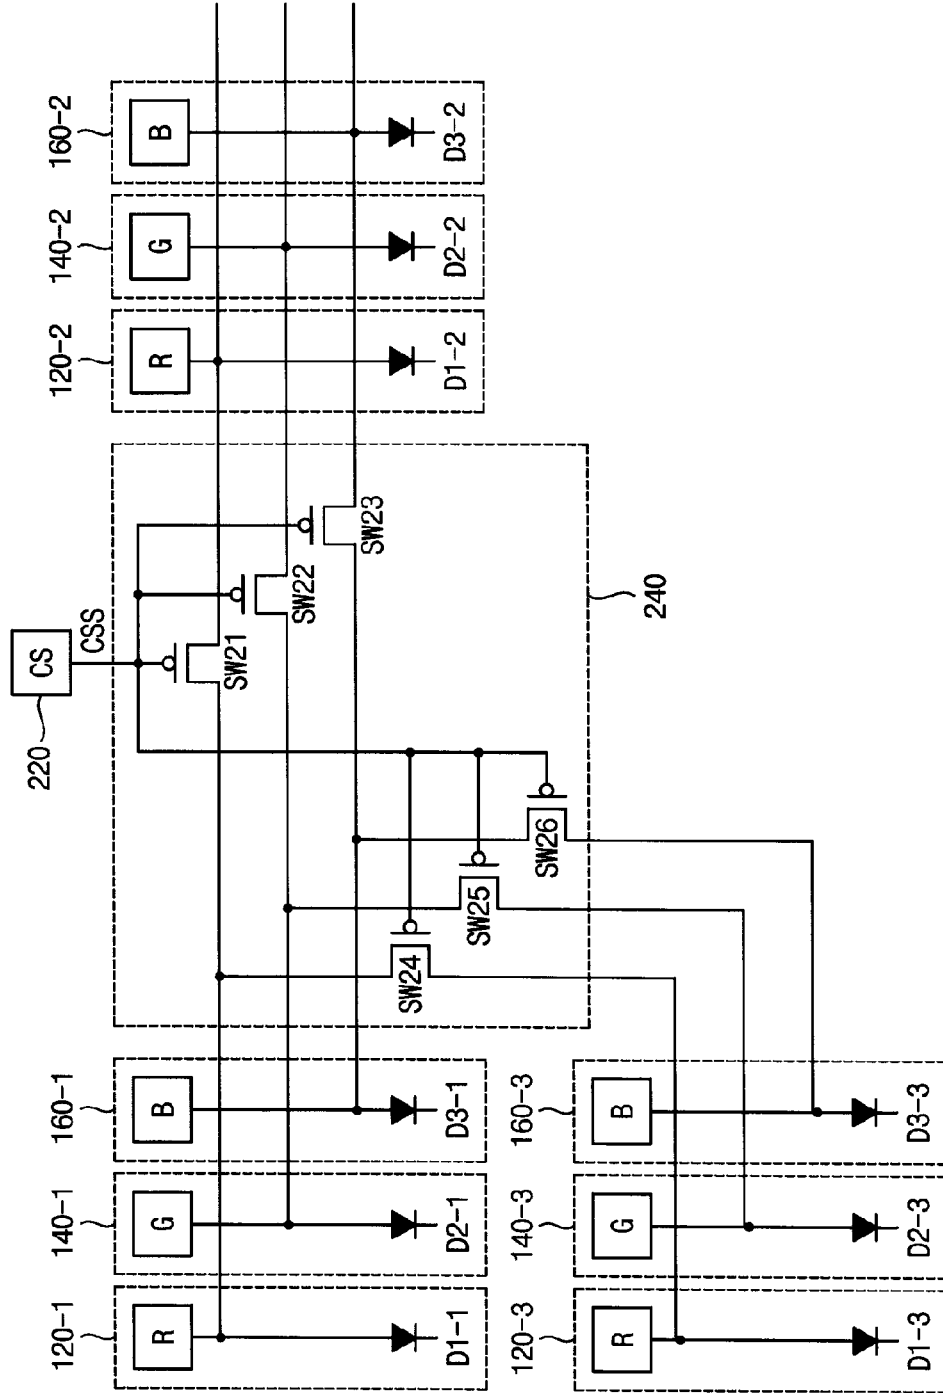 220
CS
CSS
120-1
140-1
160-1
120-2
140-2
160-2
R
G
B
R
G
B
SW21
SW22
SW23
SW24
SW25
SW26
D1-1
D2-1
D3-1
D1-2
D2-2
D3-2
240
120-3
140-3
160-3
R
G
B
D1-3
D2-3
D3-3